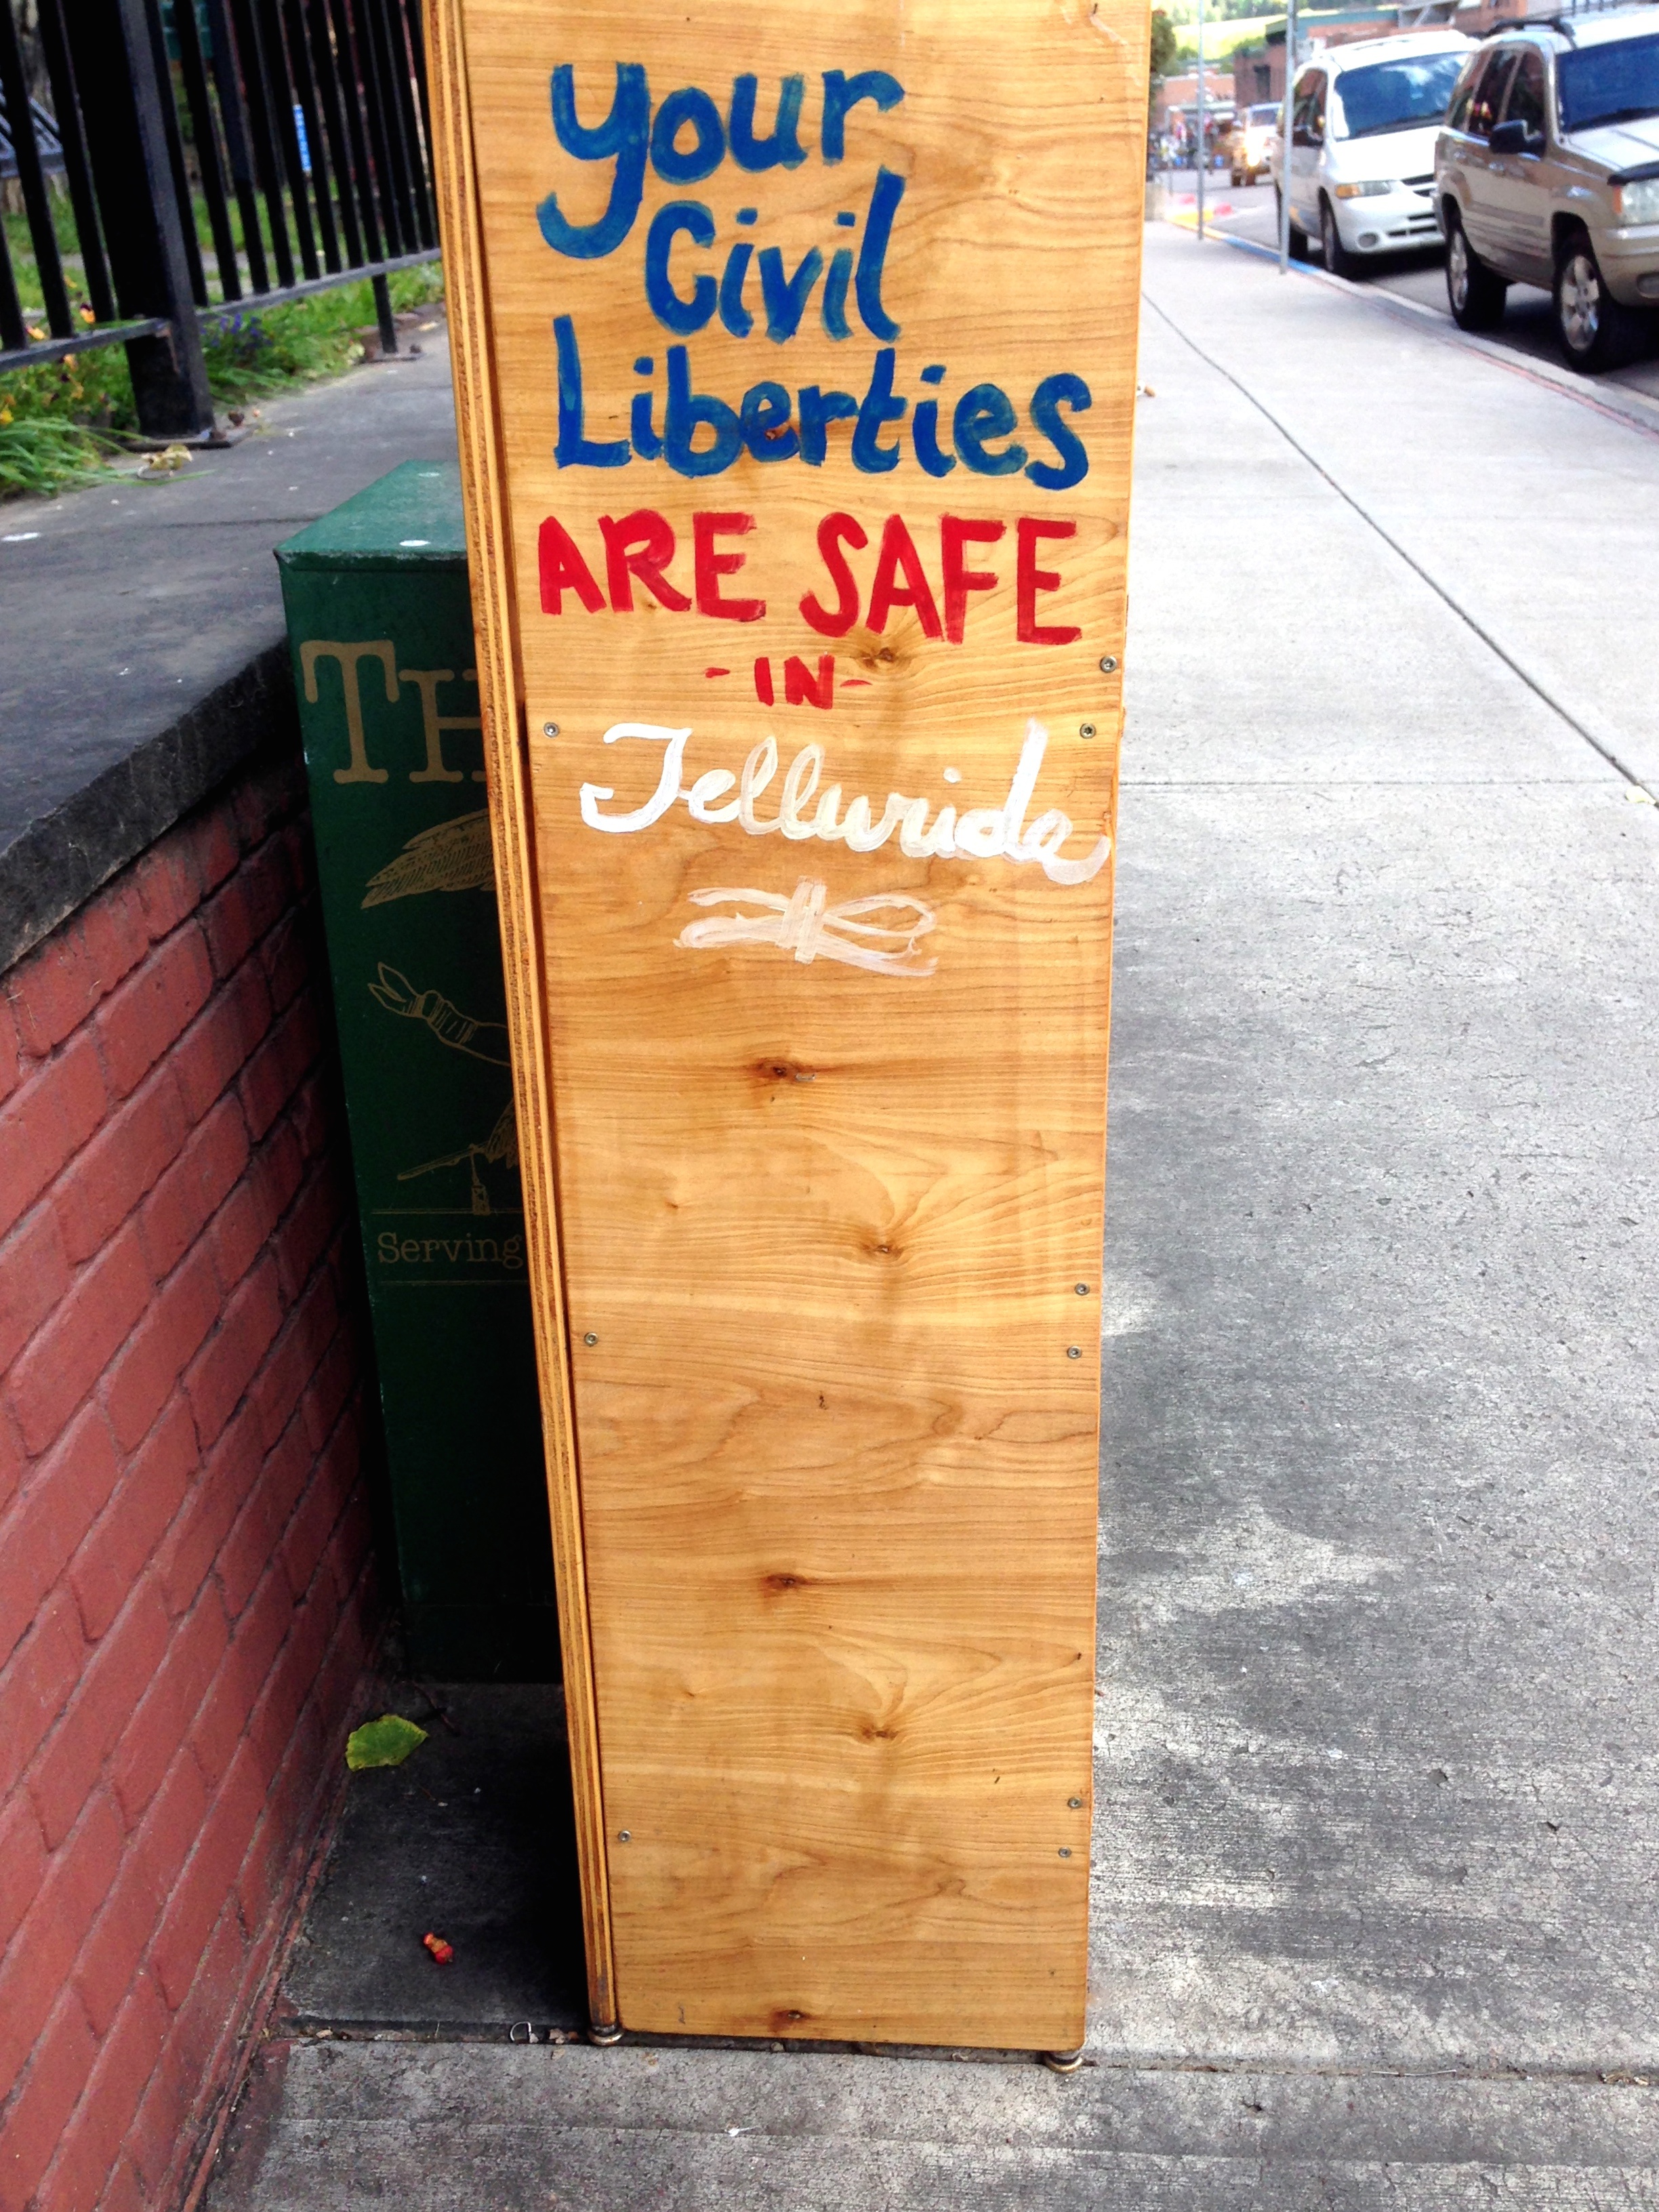 your
Civil
Liberties
ARE SAFE
-IN-
Telluride
TH
Serving